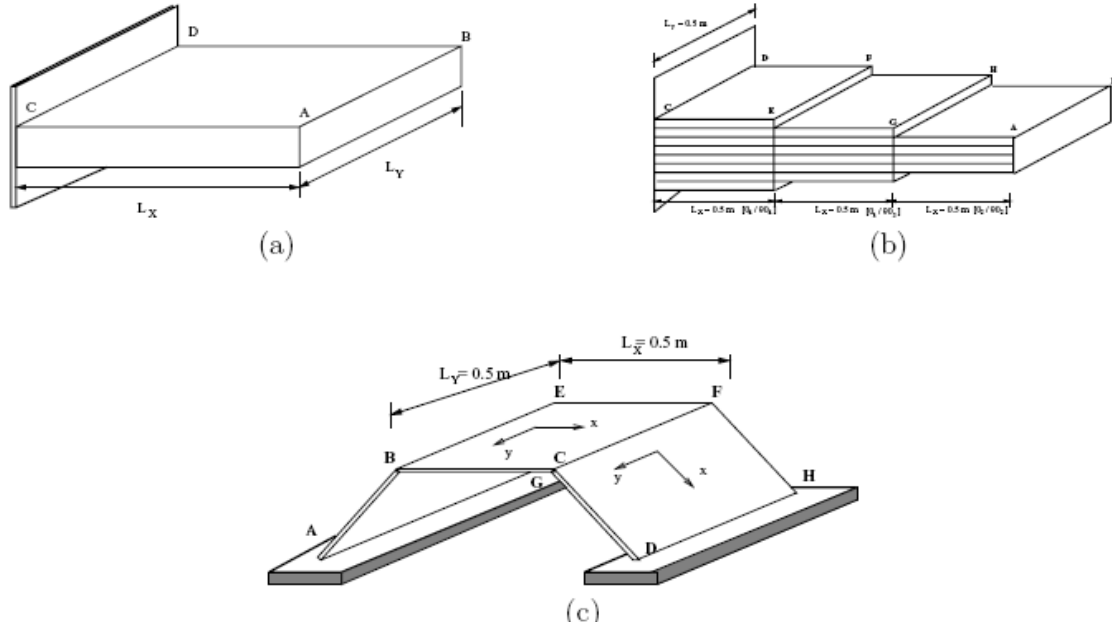 D
B
C
A
L_Y
L_X
(a)
L_Y = 0.5 m
D
F
H
C
E
G
A
L_X = 0.5 m
L_X = 0.5 m
L_X = 0.5 m
(b)
L_X = 0.5 m
L_Y = 0.5 m
E
F
x
y
B
C
x
y
G
H
A
D
(c)